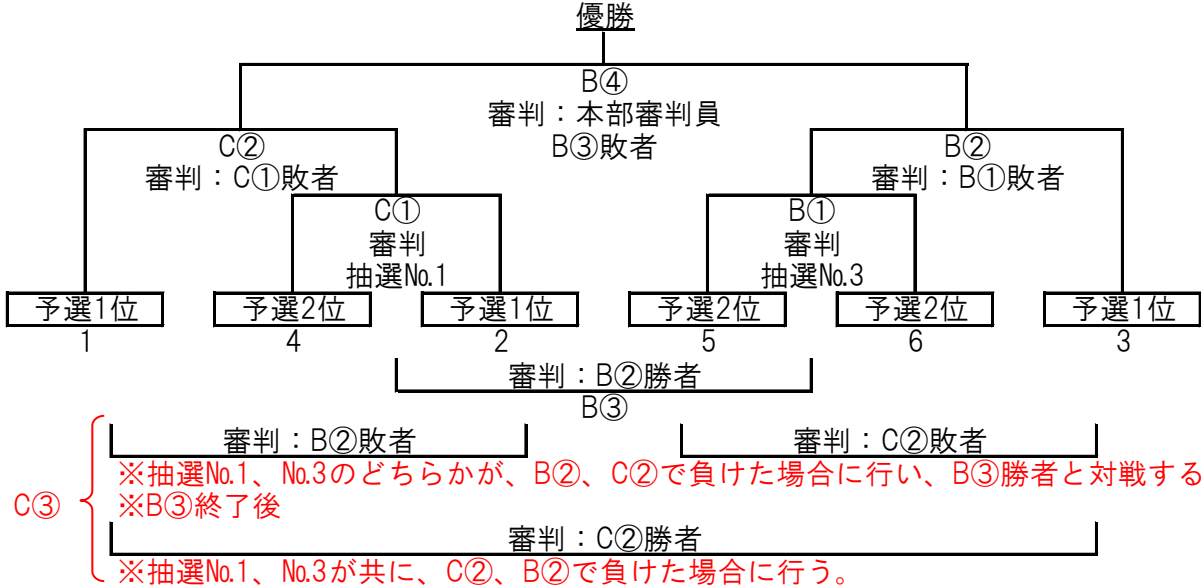 優勝
B④
審判：本部審判員
B③敗者
C②
審判：C①敗者
B②
審判：B①敗者
C①
審判
抽選№1
B①
審判
抽選№3
予選1位 予選2位 予選1位 予選2位 予選2位 予選1位
1 4 2 5 6 3
審判：B②勝者
B③
審判：B②敗者 審判：C②敗者
※抽選№1、№3のどちらかが、B②、C②で負けた場合に行い、B③勝者と対戦する
C③
※B③終了後
審判：C②勝者
※抽選№1、№3が共に、C②、B②で負けた場合に行う。